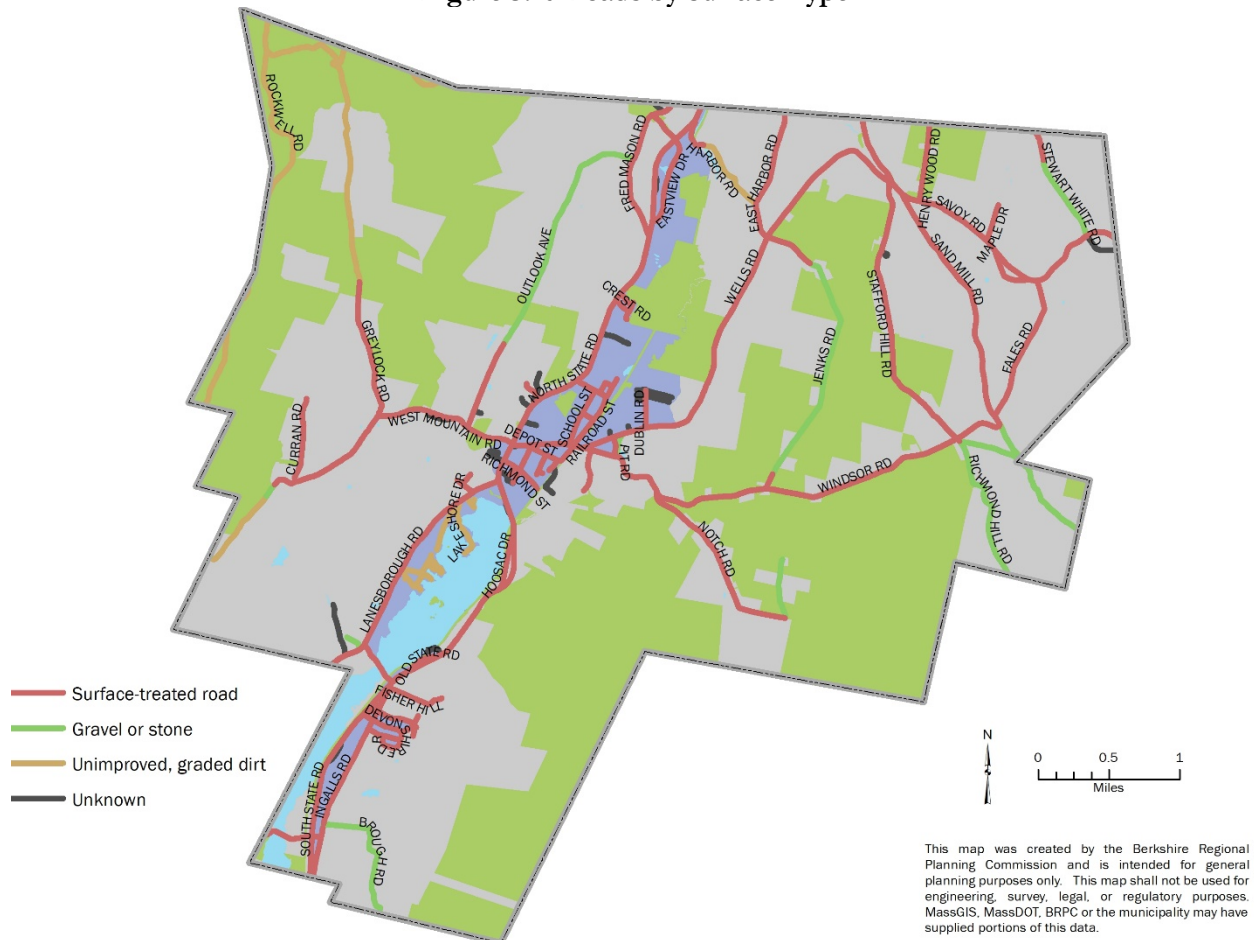 ROCKWELL RD
FRED MASON RD
EASTVIEW DR
HARBOR RD
EAST HARBOR RD
HENRY WOOD RD
SAVOY RD
MAPLE DR
STEWART WHITE RD
OUTLOOK AVE
WELLS RD
SAND MILL RD
STAFFORD HILL RD
CREST RD
GREYLOCK RD
NORTH STATE RD
JENKS RD
FALES RD
CURRAN RD
WEST MOUNTAIN RD
DEPOT ST
SCHOOL ST
RAILROAD ST
DUBLIN RD
PIT RD
RICHMOND ST
WINDSOR RD
RICHMOND HILL RD
LAKESHORE DR
LANESBOROUGH RD
HOOSAC DR
NOTCH RD
OLD STATE RD
FISHER HILL
DEVONSHIRE DR
SOUTH STATE RD
INGALLS RD
BROUGH RD
Surface-treated road
Gravel or stone
Unimproved, graded dirt
Unknown
N
0 0.5 1
Miles
This map was created by the Berkshire Regional
Planning Commission and is intended for general
planning purposes only. This map shall not be used for
engineering, survey, legal, or regulatory purposes.
MassGIS, MassDOT, BRPC or the municipality may have
supplied portions of this data.